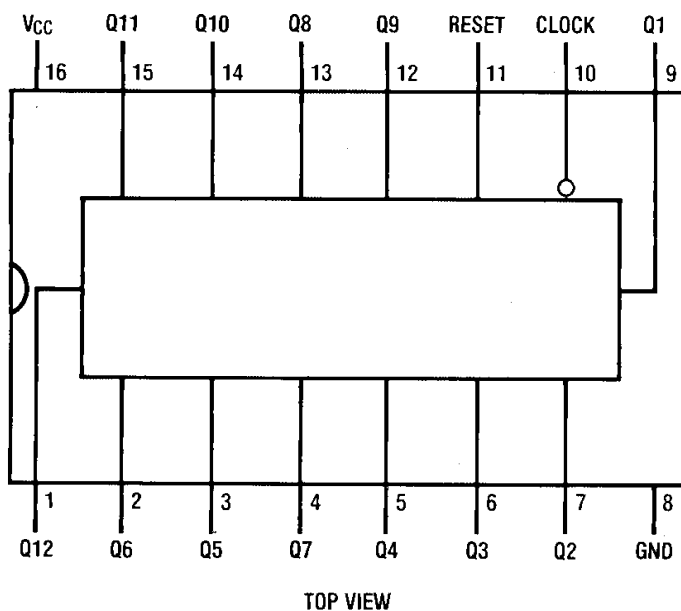 VCC Q11 Q10 Q8 Q9 RESET CLOCK Q1
16 15 14 13 12 11 10 9
1 2 3 4 5 6 7 8
Q12 Q6 Q5 Q7 Q4 Q3 Q2 GND
TOP VIEW